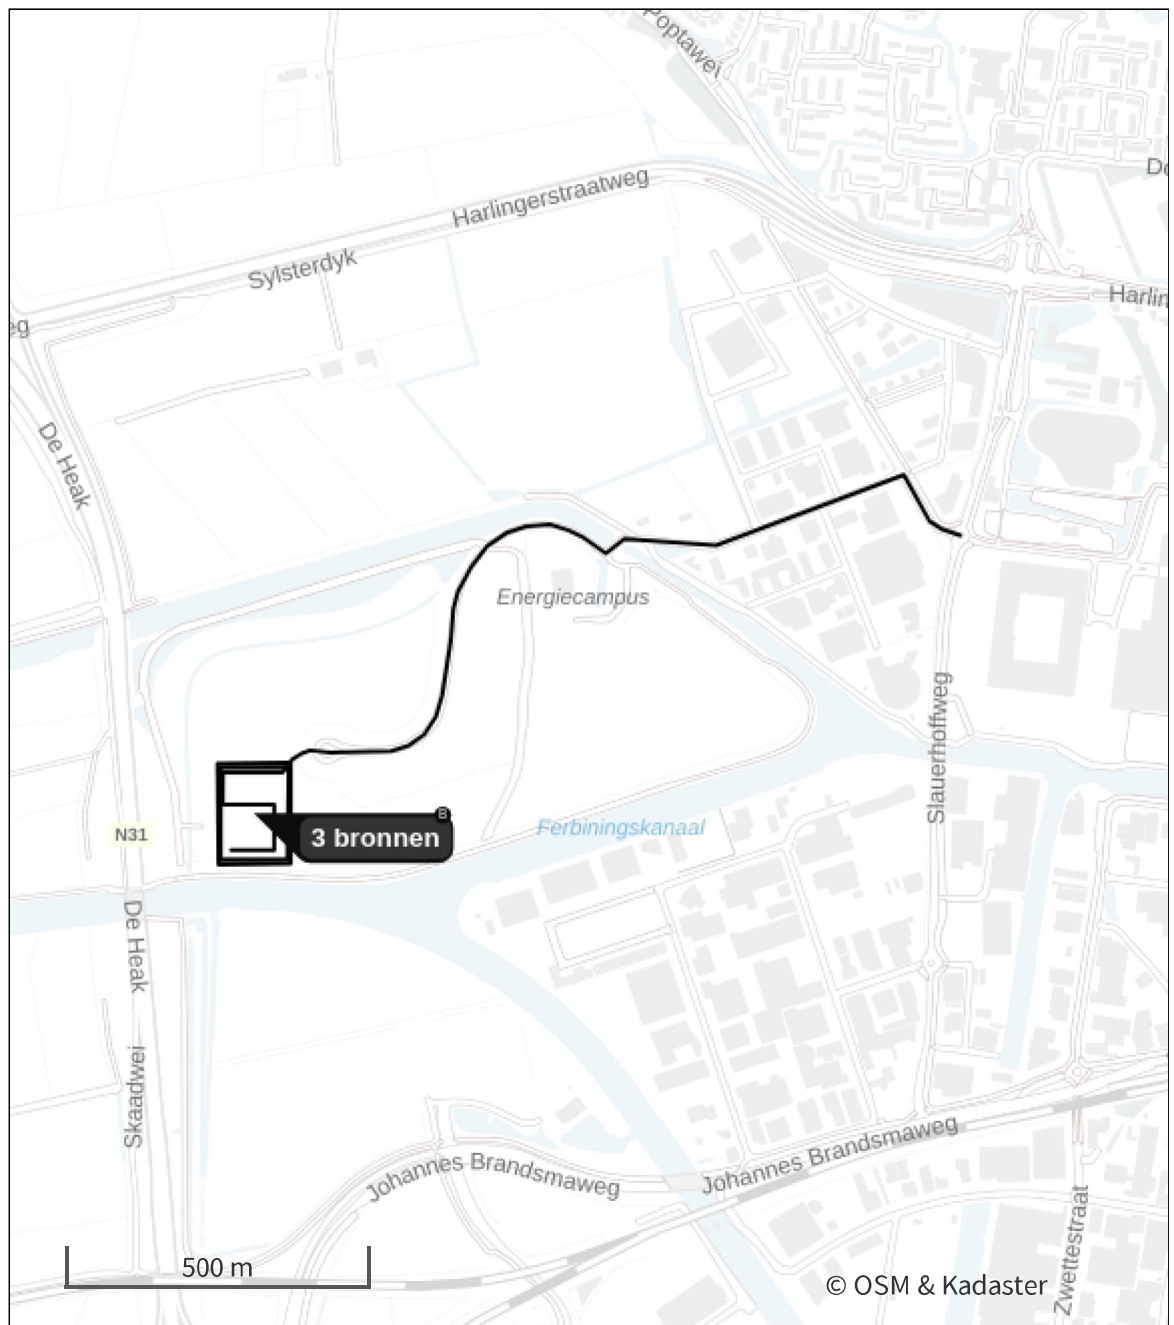 Poptawei
Harlingerstraatweg
Sylsterdyk
De Heak
Energiecampus
Slauerhoffweg
N31
3 bronnen
Ferbiningskanaal
De Heak
Skaadwei
Johannes Brandsmaweg
Johannes Brandsmaweg
Zwettestraat
500 m
© OSM & Kadaster
Harlin
Do
eg
B